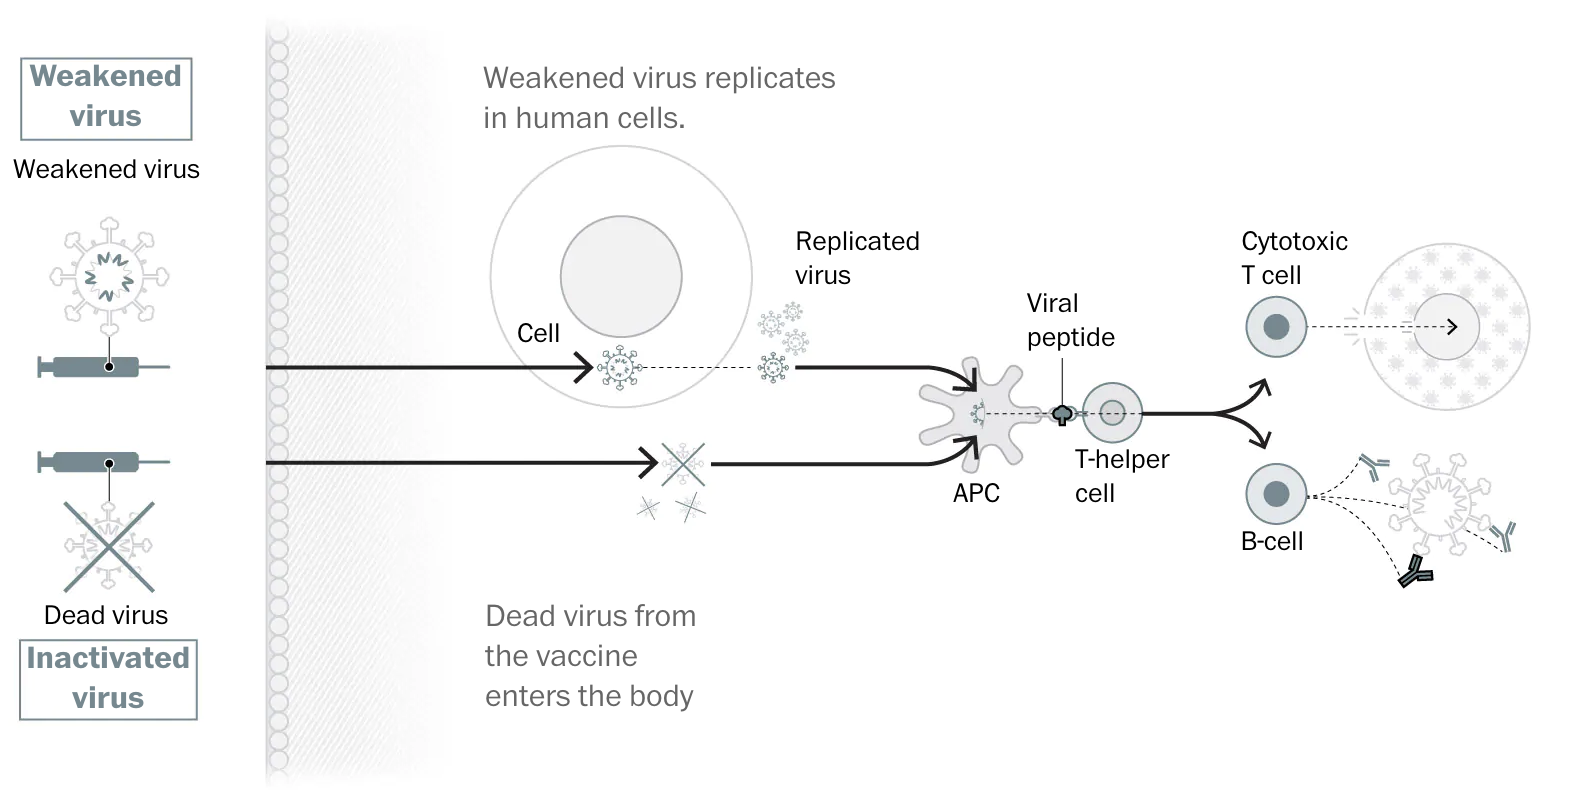 Weakened
virus
Weakened virus
Dead virus
Inactivated
virus
Weakened virus replicates
in human cells.
Cell
Replicated
virus
Dead virus from
the vaccine
enters the body
Viral
peptide
APC
T-helper
cell
Cytotoxic
T cell
B-cell